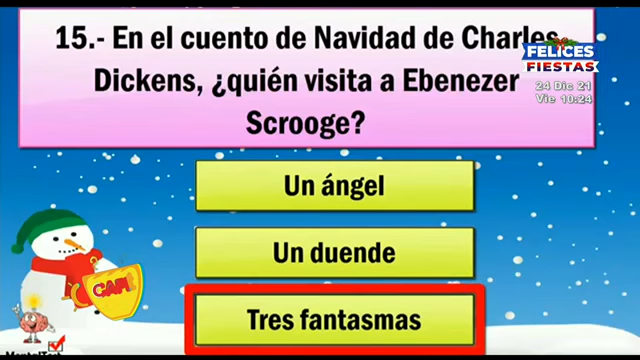 15.- En el cuento de Navidad de Charles
Dickens, ¿quién visita a Ebenezer
Scrooge?
FELICES
FIESTAS
24 Dic 21
Vie 10:24
Un ángel
Un duende
Tres fantasmas